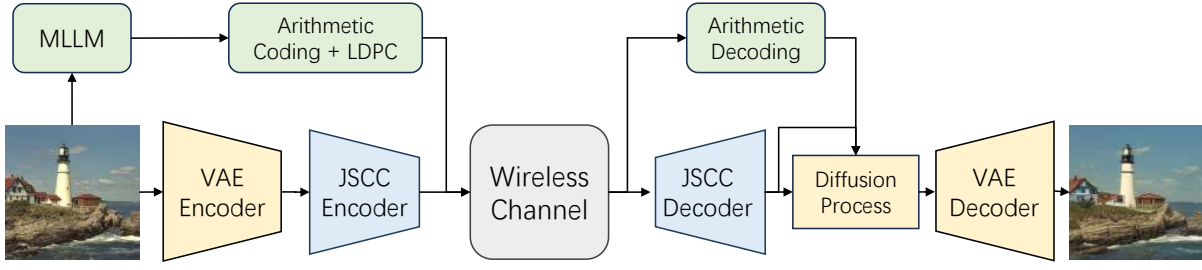 MLLM
Arithmetic
Coding + LDPC
Arithmetic
Decoding
VAE
Encoder
JSCC
Encoder
Wireless
Channel
JSCC
Decoder
Diffusion
Process
VAE
Decoder